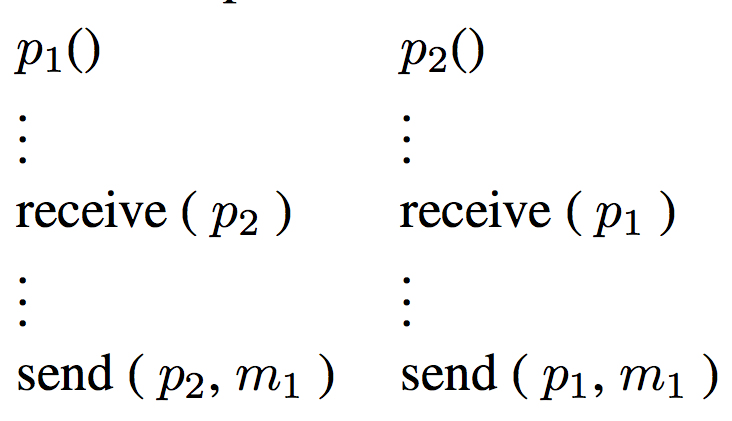 p₁() p₂()
⋮ ⋮
receive ( p₂ ) receive ( p₁ )
⋮ ⋮
send ( p₂, m₁ ) send ( p₁, m₁ )